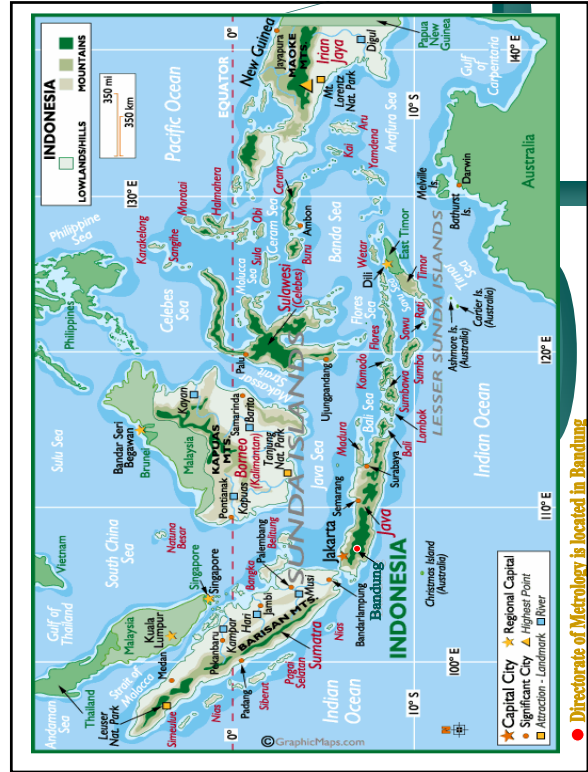 Andaman
Sea
Thailand
Gulf of
Thailand
Vietnam
Sulu Sea
Philippines
Philippine
Sea
130° E
INDONESIA
LOWLANDS/HILLS
MOUNTAINS
350 mi
350 km
Leuser
Nat. Park
Strait of
Malacca
Malaysia
Kuala
Lumpur
Medan
South China
Sea
Natuna
Besar
Bandar Seri
Begawan
Brunei
Malaysia
Celebes
Sea
Karakelong
Sangihe
Morotai
Halmahera
Pacific Ocean
Simeulue
Nias
Pekanbaru
Kampar
Hari
Singapore
Singapore
Pontianak
Kapuas
KAPUAS
MTS.
Borneo
(Kalimantan)
Kayan
Samarinda
Barito
Tanjung
Nat. Park
Makassar
Strait
Palu
Sulawesi
(Celebes)
Molucca
Sea
Sula
Obi
Ceram Sea
Ceram
Bunu
Ambon
0°
EQUATOR
0°
New Guinea
Jayapura
MAOKE
MTS.
Irian
Jaya
Digul
Mt.
Lorentz
Nat. Park
Papua
New
Guinea
Padang
Siberut
Pagai
Selatan
Nias
BARISAN MTS.
Sumatra
Jambi
Bangka
Palembang
Belitung
Musi
Bandarlampung
SUNDA ISLANDS
Java Sea
Ujungpandang
Banda Sea
Kai
Aru
Yamdena
Arafura Sea
Indian
Ocean
INDONESIA
Jakarta
Bandung
Semarang
Java
Madura
Surabaya
Bali Sea
Bali
Lombok
Sumbawa
Kamodo
Flores
Flores
Sea
Sumba
Sawu
Savu
Rati
Wetar
Dili
East Timor
Timor
Timor
Sea
LESSER SUNDA ISLANDS
10° S
10° S
Christmas Island
(Australia)
Indian Ocean
Ashmore Is.
(Australia)
Cartier Is.
(Australia)
Melville
Is.
Bathurst
Is.
Darwin
Australia
Gulf
of
Carpentaria
100° E
110° E
120° E
140° E
©GraphicMaps.com
Capital City
Regional Capital
Significant City
Highest Point
Attraction - Landmark
River
Directorate of Metrology is located in Bandung